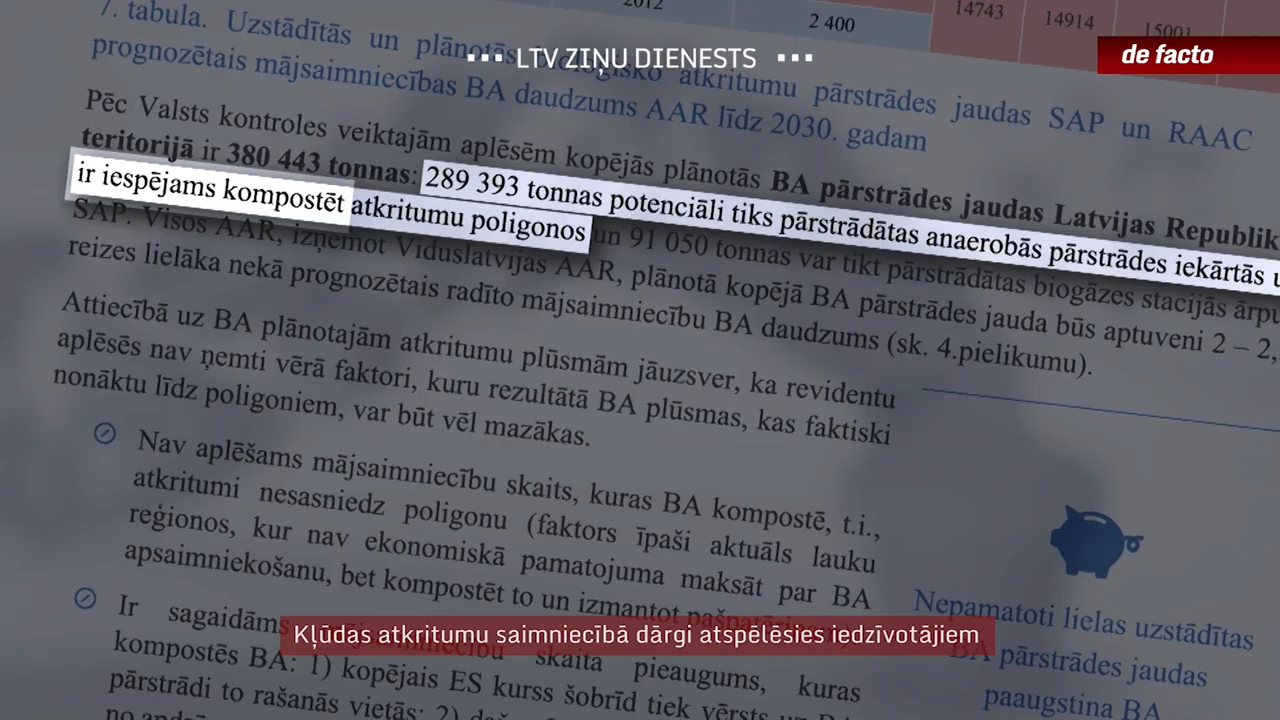 2012
2 400
14743
14914
15001
7. tabula. Uzstādītās un plānotās bioloģisko atkritumu pārstrādes jaudas SAP un RAAC
prognozētais mājsaimniecības BA daudzums AAR līdz 2030. gadam
••• LTV ZIŅU DIENESTS •••
de facto
Pēc Valsts kontroles veiktajām aplēsēm kopējās plānotās BA pārstrādes jaudas Latvijas Republik
teritorijā ir 380 443 tonnas: 289 393 tonnas potenciāli tiks pārstrādātas anaerobās pārstrādes iekārtās u
ir iespējams kompostēt atkritumu poligonos un 91 050 tonnas var tikt pārstrādātas biogāzes stacijās ārpu
SAP. Visos AAR, izņemot Viduslatvijas AAR, plānotā kopējā BA pārstrādes jauda būs aptuveni 2 – 2,
reizes lielāka nekā prognozētais radīto mājsaimniecību BA daudzums (sk. 4.pielikumu).
Attiecībā uz BA plānotajām atkritumu plūsmām jāuzsver, ka revidentu
aplēsēs nav ņemti vērā faktori, kuru rezultātā BA plūsmas, kas faktiski
nonāktu līdz poligoniem, var būt vēl mazākas.
Nav aplēšams mājsaimniecību skaits, kuras BA kompostē, t.i.,
atkritumi nesasniedz poligonu (faktors īpaši aktuāls lauku
reģionos, kur nav ekonomiskā pamatojuma maksāt par BA
apsaimniekošanu, bet kompostēt to un izmantot pašpatēriņam)
Ir sagaidāms mājsaimniecību skaita pieaugums, kuras
kompostēs BA: 1) kopējais ES kurss šobrīd tiek vērsts uz BA
pārstrādi to rašanās vietās; 2)
Nepamatoti lielas uzstādītas
BA pārstrādes jaudas
paaugstina BA
Kļūdas atkritumu saimniecībā dārgi atspēlēsies iedzīvotājiem